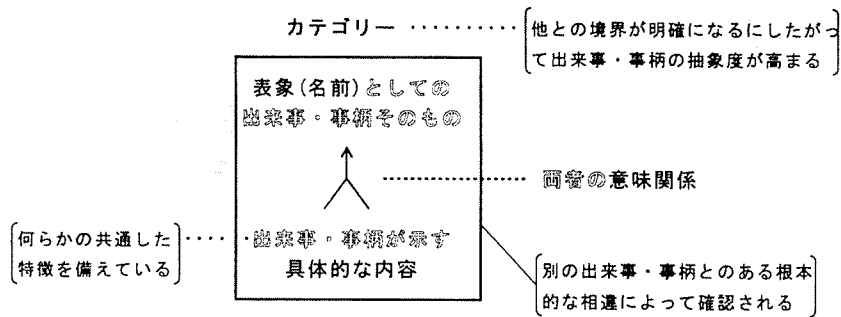 カテゴリー ··········
他との境界が明確になるにしたがっ
て出来事・事柄の抽象度が高まる
表象(名前)としての
出来事・事柄そのもの
両者の意味関係
何らかの共通した
特徴を備えている
出来事・事柄が示す
具体的な内容
別の出来事・事柄とのある根本
的な相違によって確認される